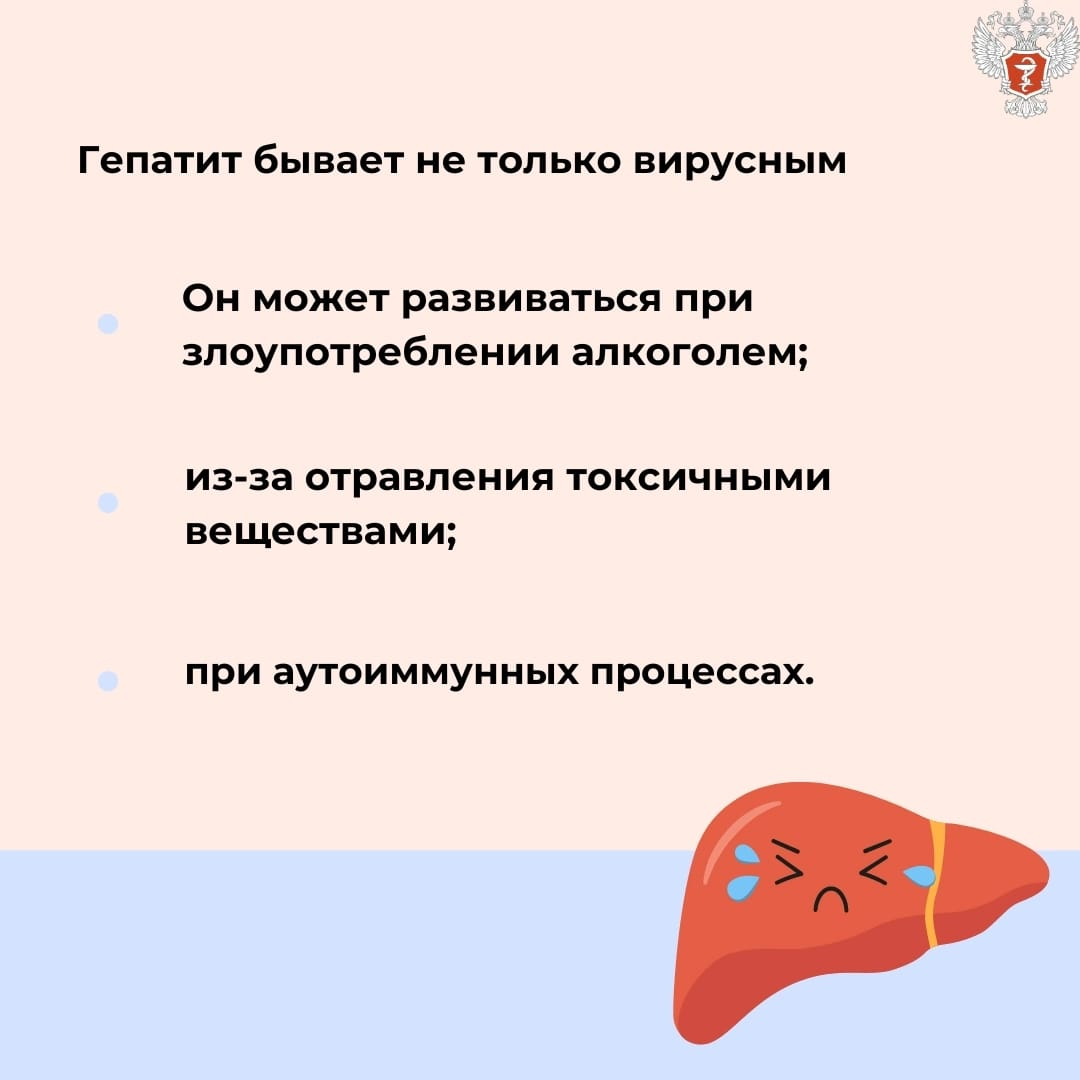 Гепатит бывает не только вирусным
Он может развиваться при
злоупотреблении алкоголем;
из-за отравления токсичными
веществами;
при аутоиммунных процессах.